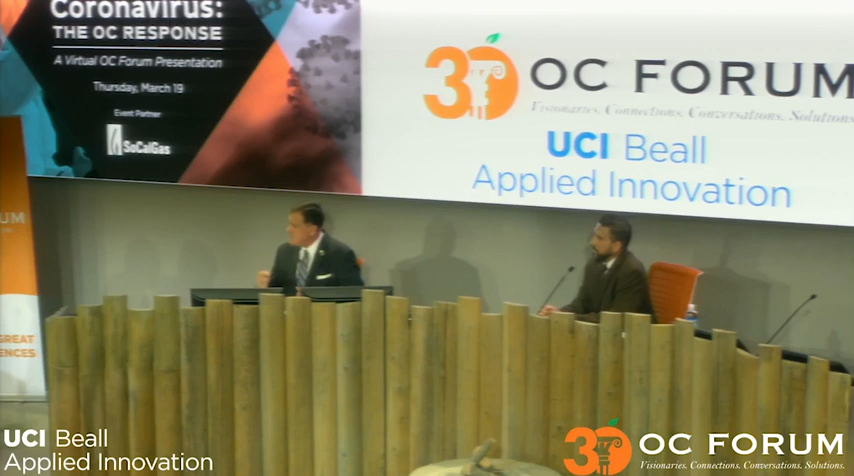 Coronavirus:
THE OC RESPONSE
A Virtual OC Forum Presentation
Thursday, March 19
Event Partner
SoCalGas
30 OC FORUM
Visionaries. Connections. Conversations. Solutions.
UCI Beall
Applied Innovation
UM
GREAT
ENCES
UCI Beall
Applied Innovation
30 OC FORUM
Visionaries. Connections. Conversations. Solutions.